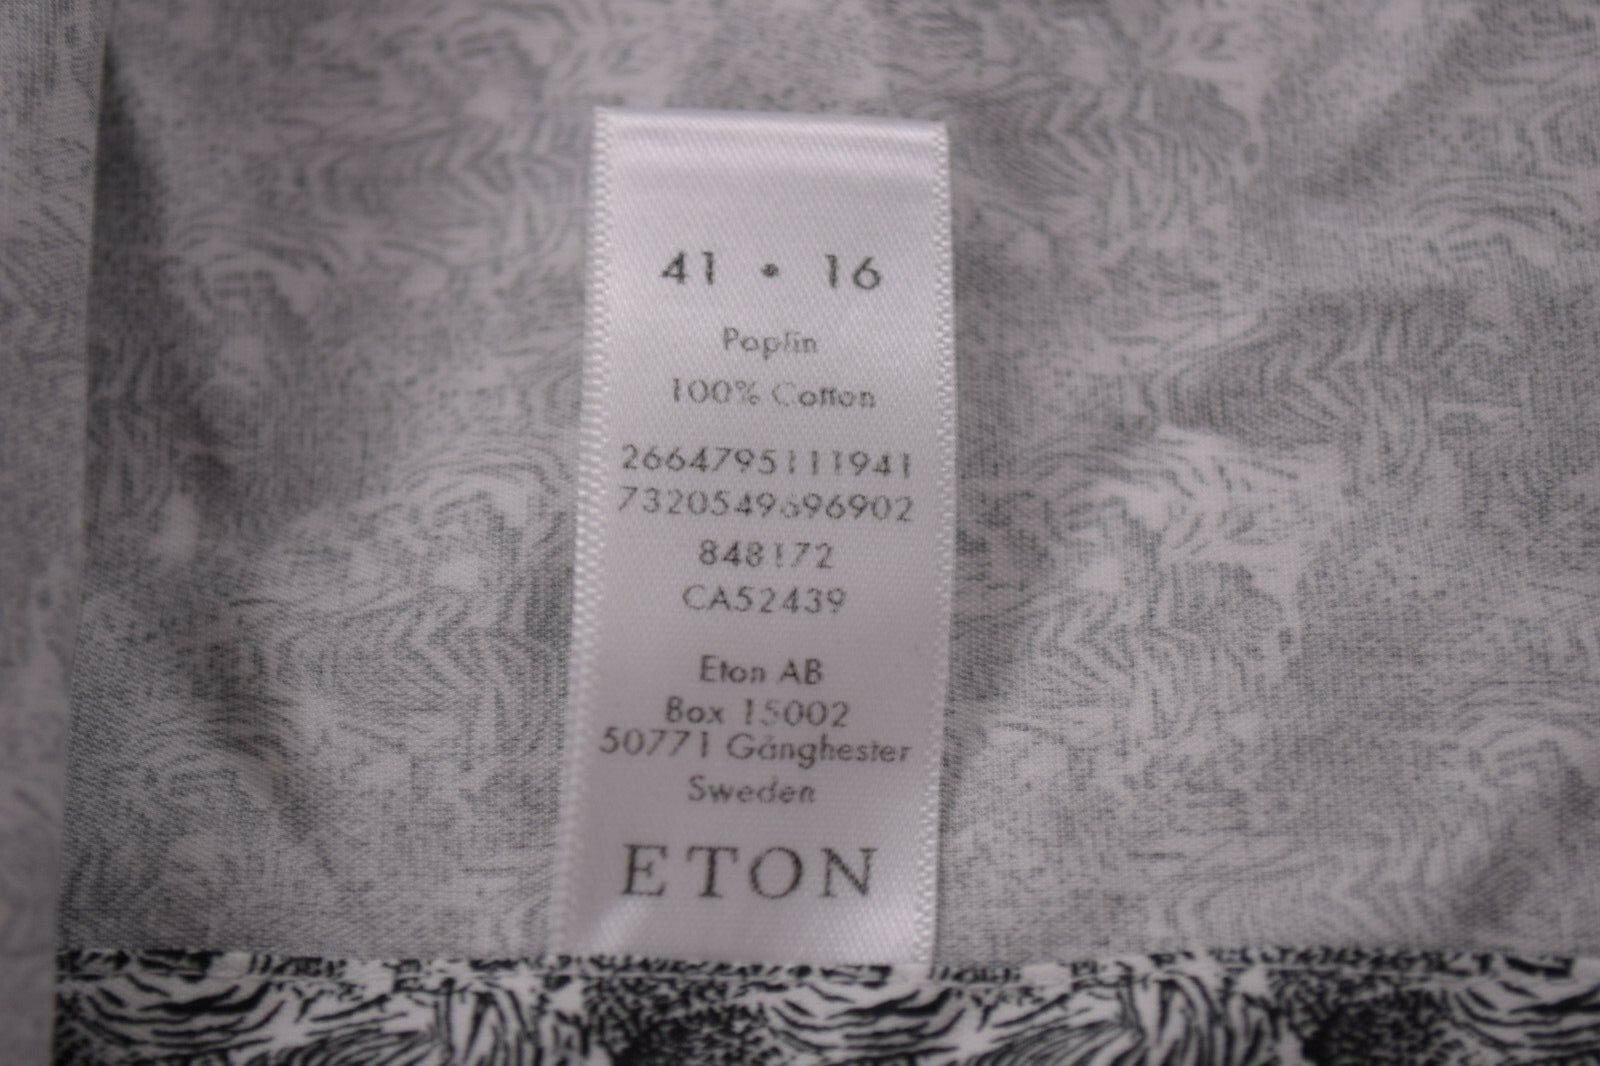 41 • 16
Poplin
100% Cotton
2664795111941
7320549696902
848172
CA52439
Eton AB
Box 15002
50771 Gånghester
Sweden
ETON